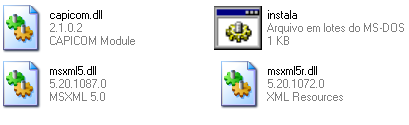 capicom.dll
2.1.0.2
CAPICOM Module
instala
Arquivo em lotes do MS-DOS
1 KB
msxml5.dll
5.20.1087.0
MSXML 5.0
msxml5r.dll
5.20.1072.0
XML Resources